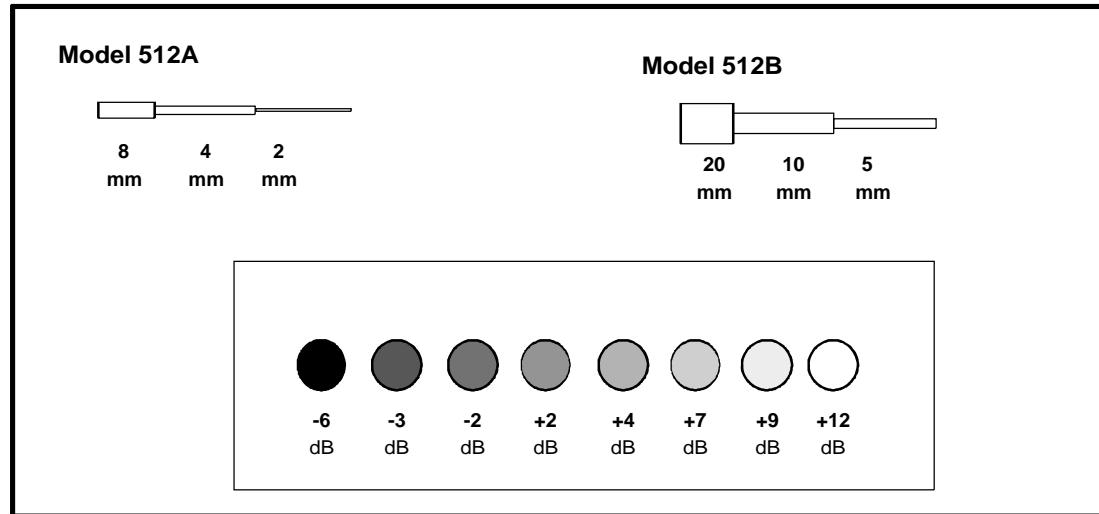 Model 512A
Model 512B
8 4 2
mm mm mm
20 10 5
mm mm mm
-6 -3 -2 +2 +4 +7 +9 +12
dB dB dB dB dB dB dB dB